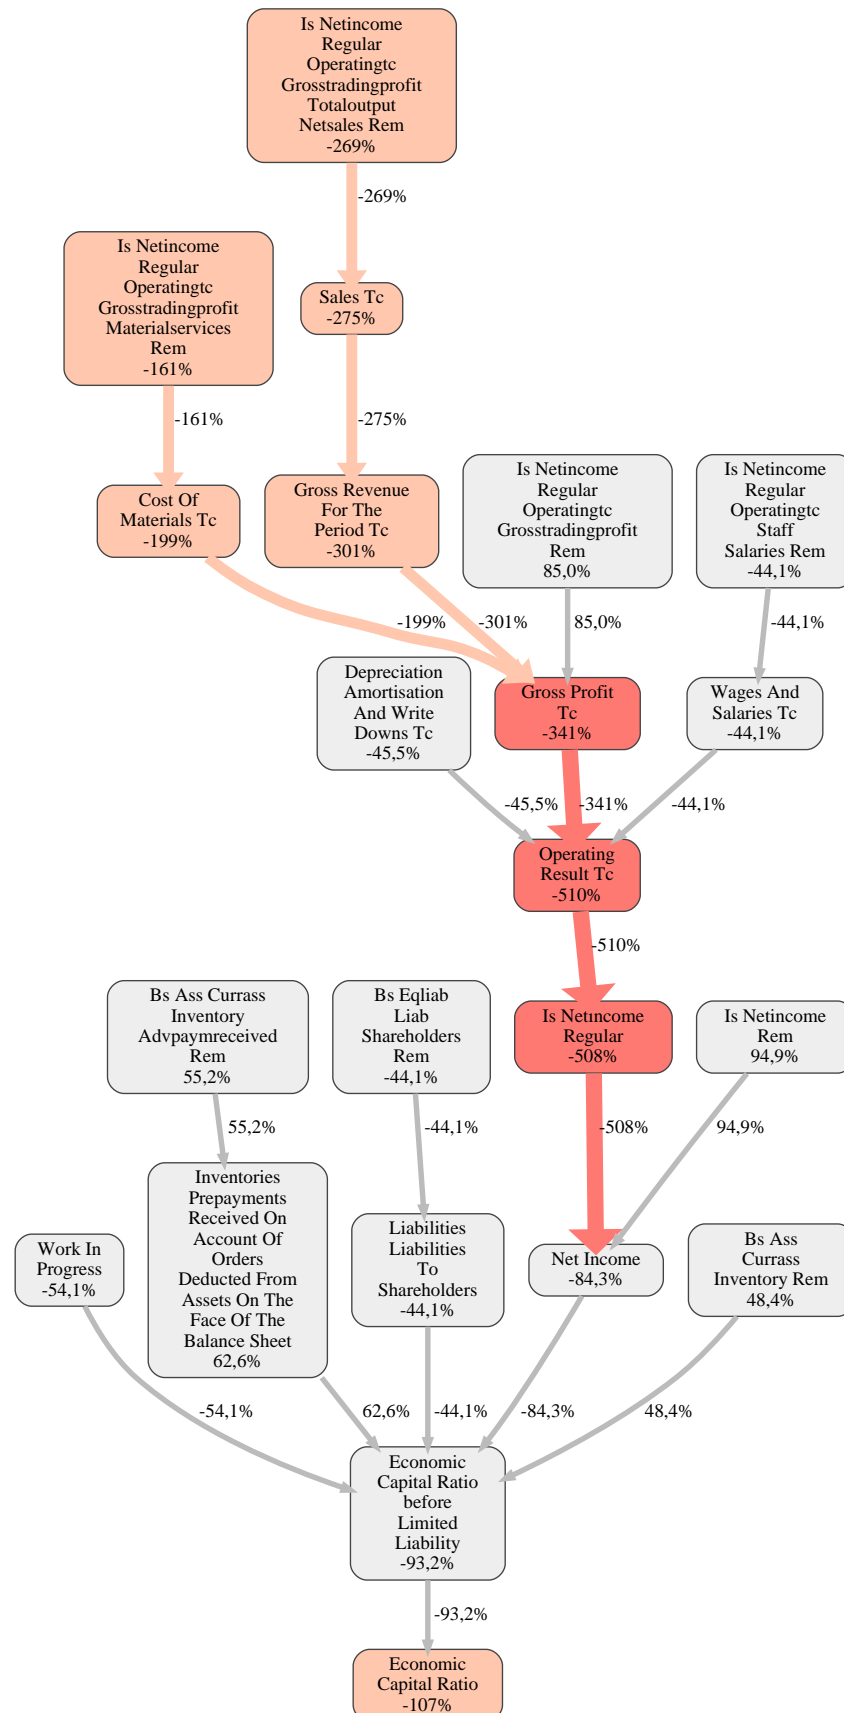 Is Netincome
Regular
Operatingtc
Grosstradingprofit
Totaloutput
Netsales Rem
-269%
-269%
Is Netincome
Regular
Operatingtc
Grosstradingprofit
Materialservices
Rem
-161%
Sales Tc
-275%
-161%
-275%
Is Netincome
Regular
Operatingtc
Grosstradingprofit
Rem
85,0%
Is Netincome
Regular
Operatingtc
Staff
Salaries Rem
-44,1%
Cost Of
Materials Tc
-199%
Gross Revenue
For The
Period Tc
-301%
-199%
-301%
85,0%
-44,1%
Depreciation
Amortisation
And Write
Downs Tc
-45,5%
Gross Profit
Tc
-341%
Wages And
Salaries Tc
-44,1%
-45,5%
-341%
-44,1%
Operating
Result Tc
-510%
-510%
Bs Ass Currass
Inventory
Advpaymreceived
Rem
55,2%
Bs Eqliab
Liab
Shareholders
Rem
-44,1%
Is Netincome
Regular
-508%
Is Netincome
Rem
94,9%
55,2%
-44,1%
-508%
94,9%
Work In
Progress
-54,1%
Inventories
Prepayments
Received On
Account Of
Orders
Deducted From
Assets On The
Face Of The
Balance Sheet
62,6%
Liabilities
Liabilities
To
Shareholders
-44,1%
Net Income
-84,3%
Bs Ass
Currass
Inventory Rem
48,4%
-54,1%
62,6%
-44,1%
-84,3%
48,4%
Economic
Capital Ratio
before
Limited
Liability
-93,2%
-93,2%
Economic
Capital Ratio
-107%